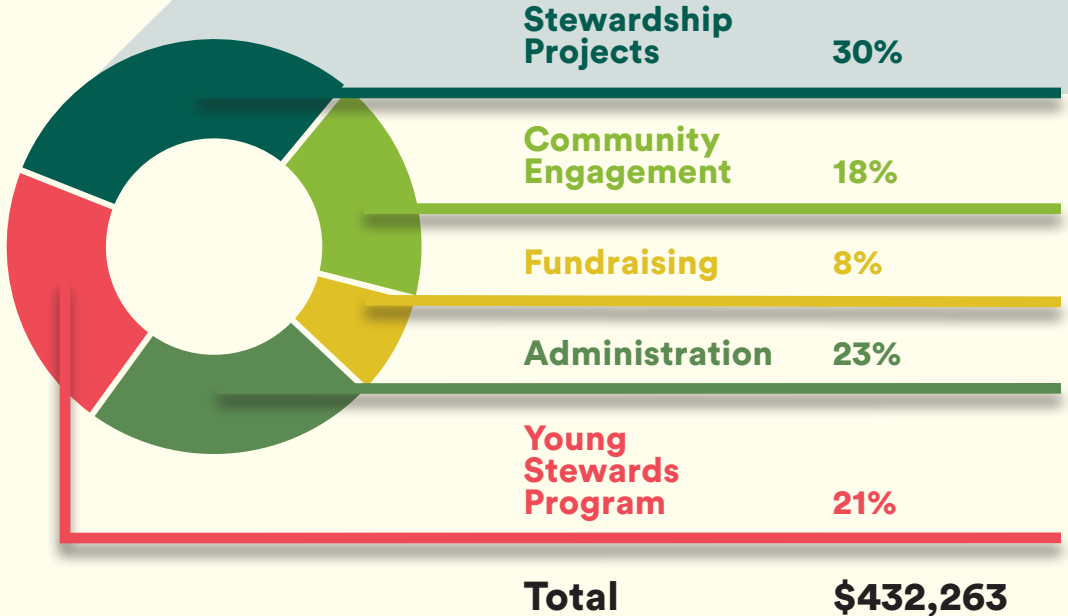 Stewardship
Projects 30%
Community
Engagement 18%
Fundraising 8%
Administration 23%
Young
Stewards
Program 21%
Total $432,263